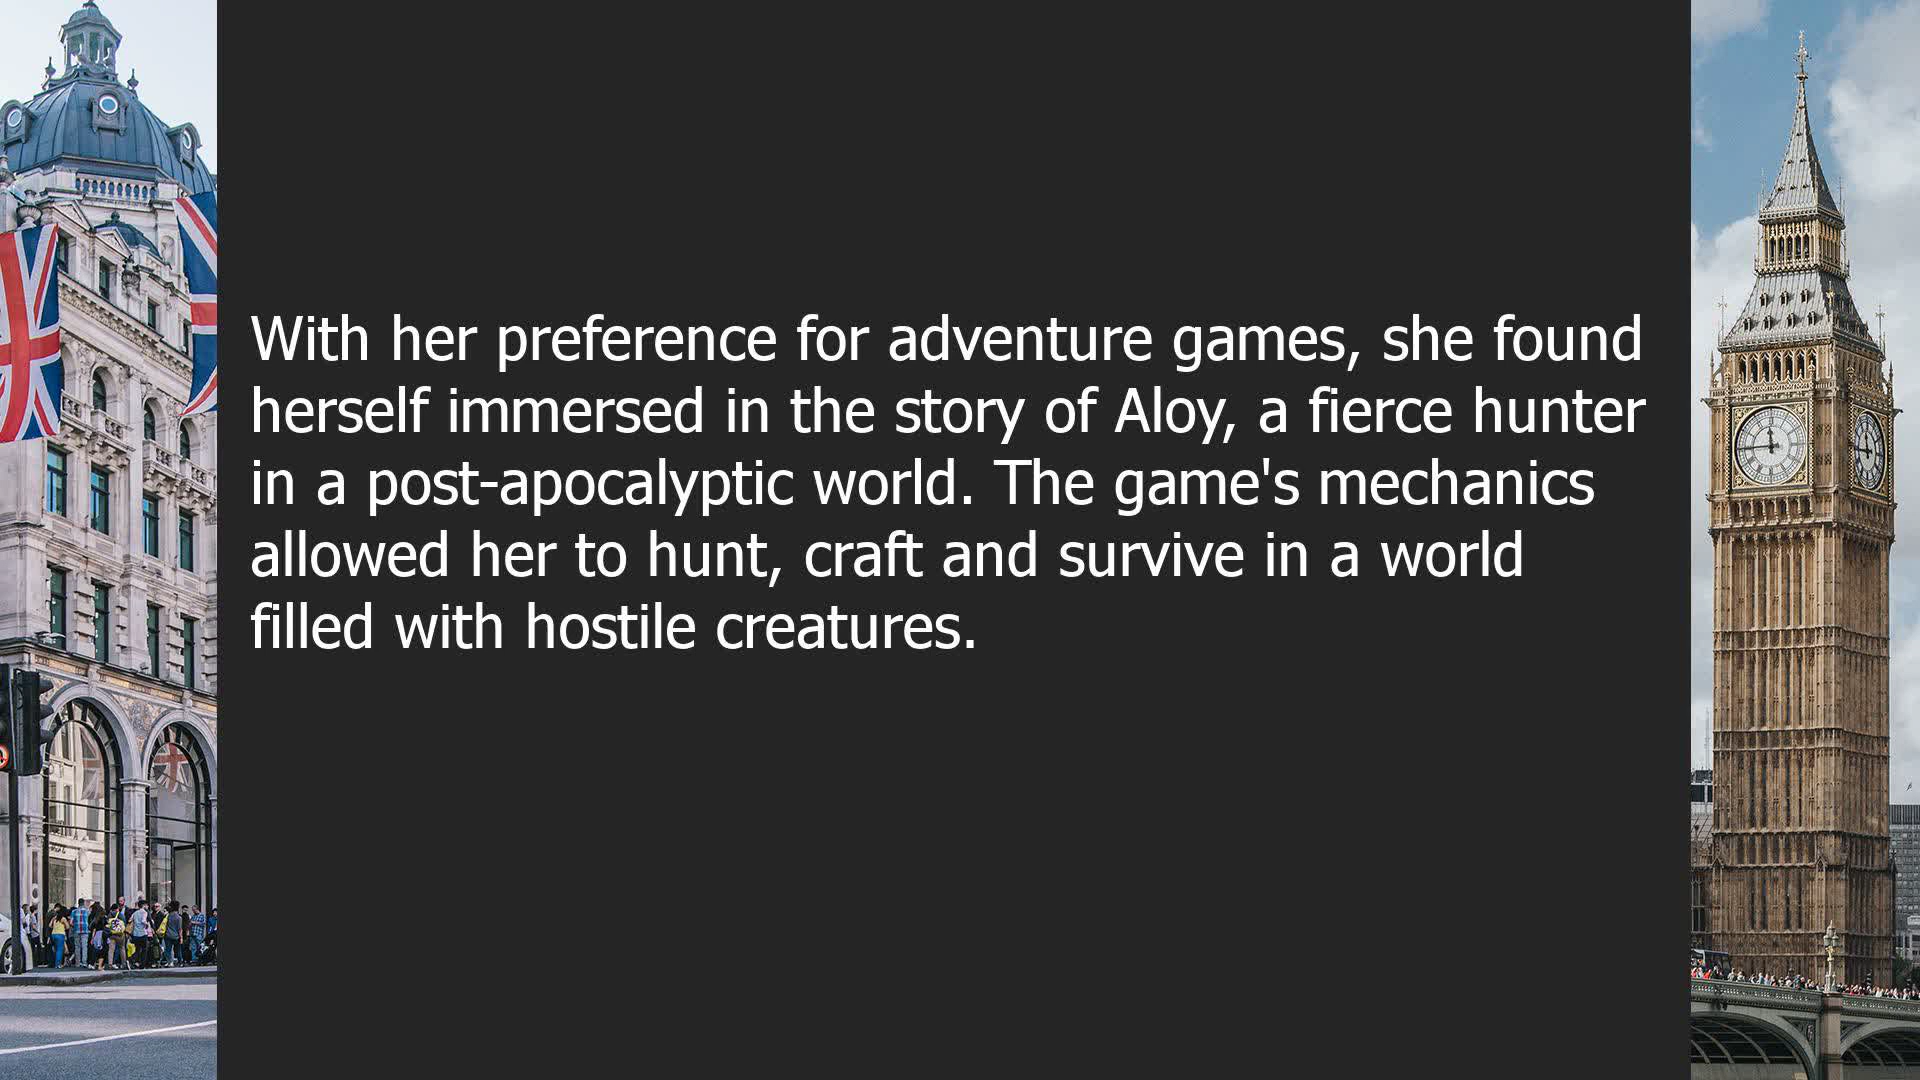 With her preference for adventure games, she found
herself immersed in the story of Aloy, a fierce hunter
in a post-apocalyptic world. The game's mechanics
allowed her to hunt, craft and survive in a world
filled with hostile creatures.